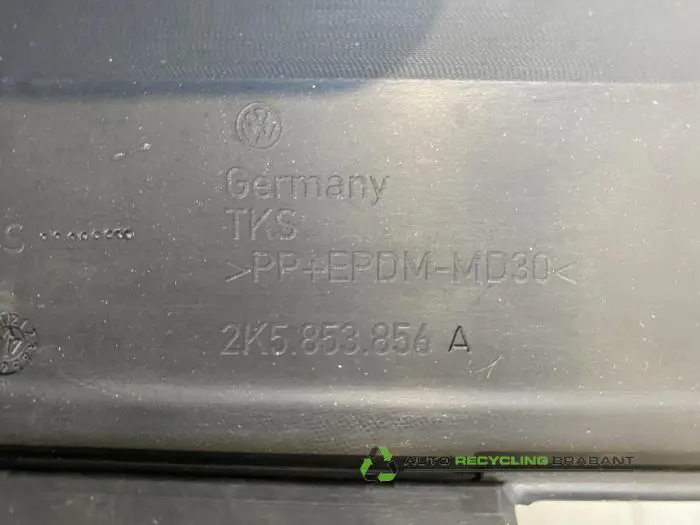 Germany
TKS
S
>PP+EPDM-MD30<
2K5.853.856 A
AUTO RECYCLING BRABANT